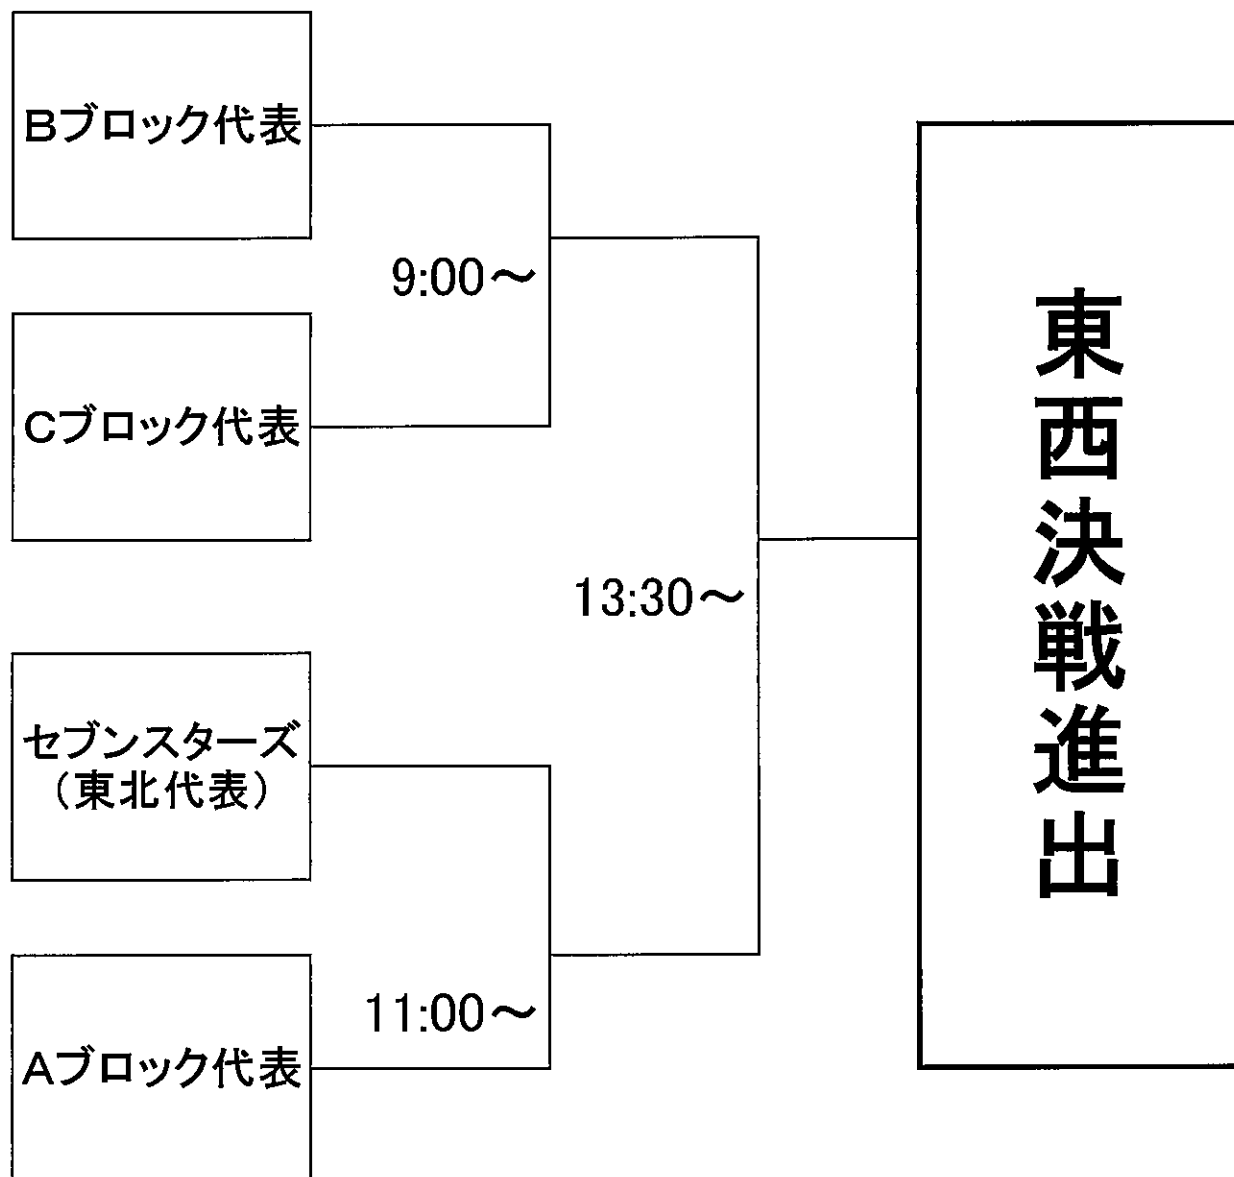 Bブロック代表
9:00～
Cブロック代表
13:30～
セブンスターズ
（東北代表）
11:00～
Aブロック代表
東西決戦進出